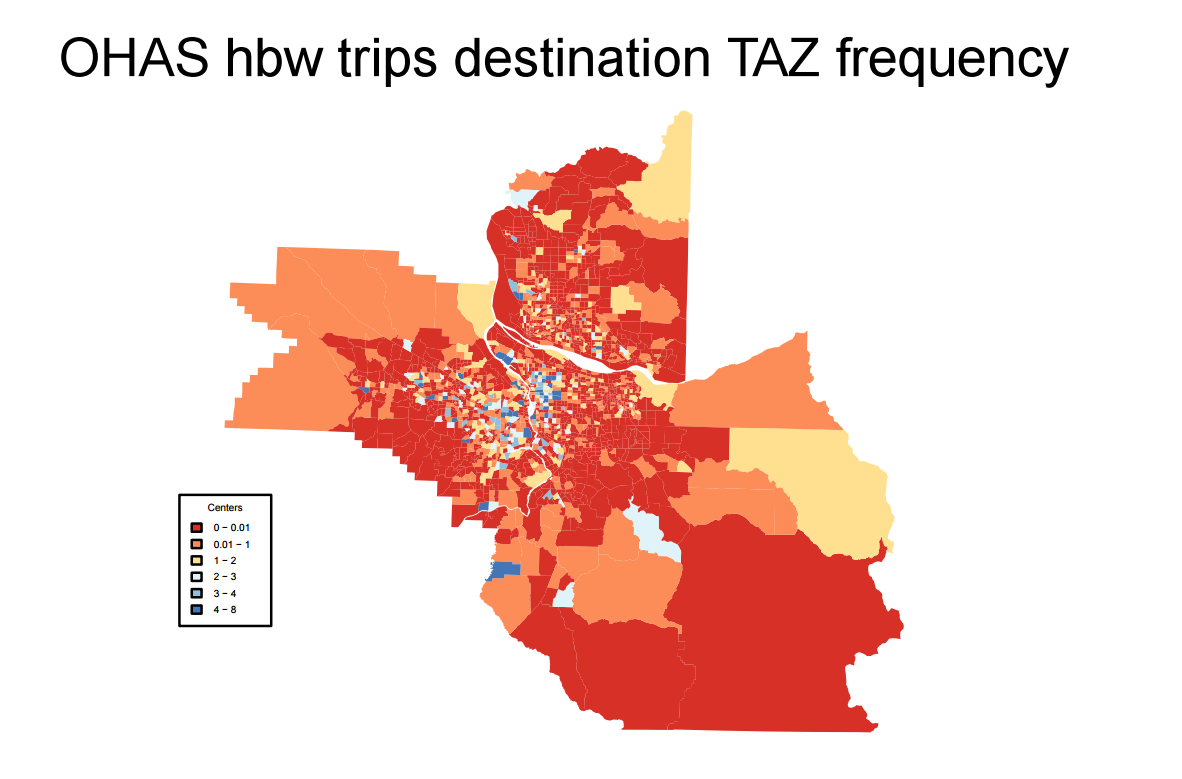 OHAS hbw trips destination TAZ frequency
Centers
0 − 0.01
0.01 − 1
1 − 2
2 − 3
3 − 4
4 − 8